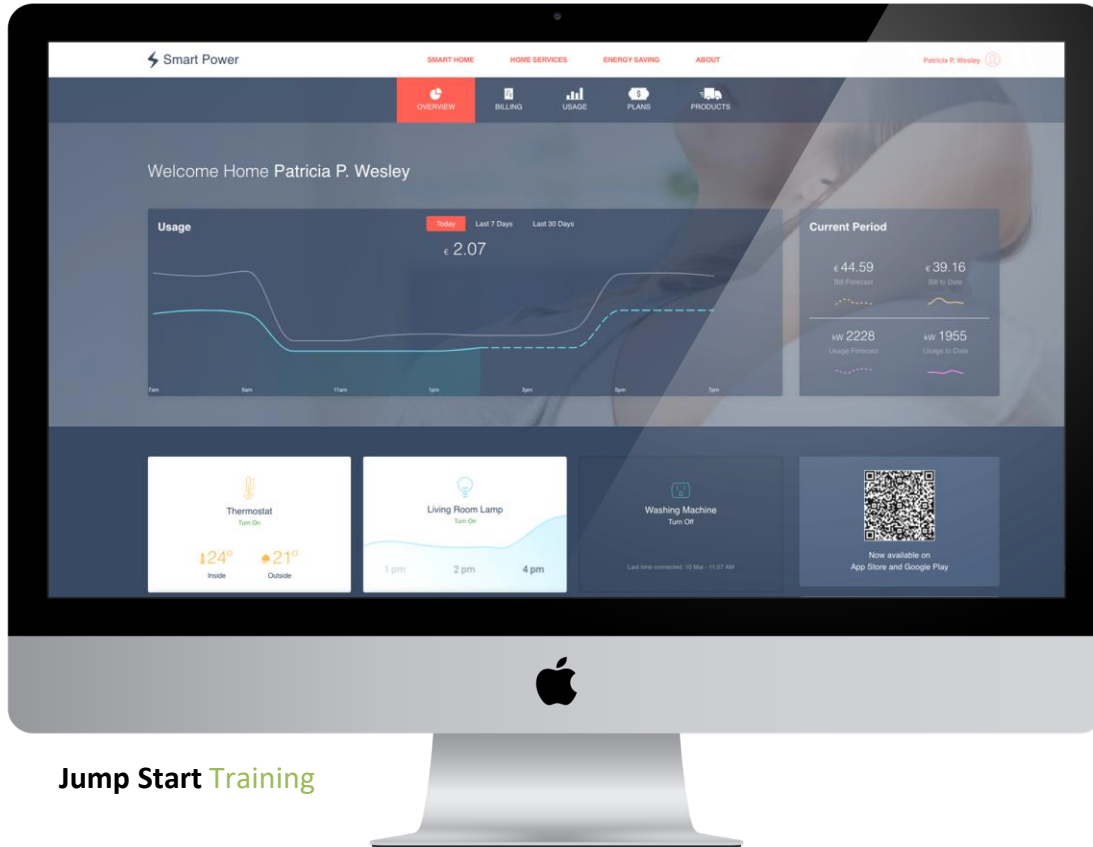 Smart Power
SMART HOME HOME SERVICES ENERGY SAVING ABOUT
Patricia P. Wesley
OVERVIEW BILLING USAGE PLANS PRODUCTS
Welcome Home Patricia P. Wesley
Usage
Today Last 7 Days Last 30 Days
€ 2.07
7am 9am 11am 1pm 3pm 5pm 7pm
Current Period
€ 44.59 € 39.16
Bill Forecast Bill to Date
kW 2228 kW 1955
Usage Forecast Usage to Date
Thermostat
Turn On
24° 21°
Inside Outside
Living Room Lamp
Turn On
1 pm 2 pm 4 pm
Washing Machine
Turn Off
Last time connected: 10 Mar - 11.07 AM
Now available on
App Store and Google Play
Jump Start Training